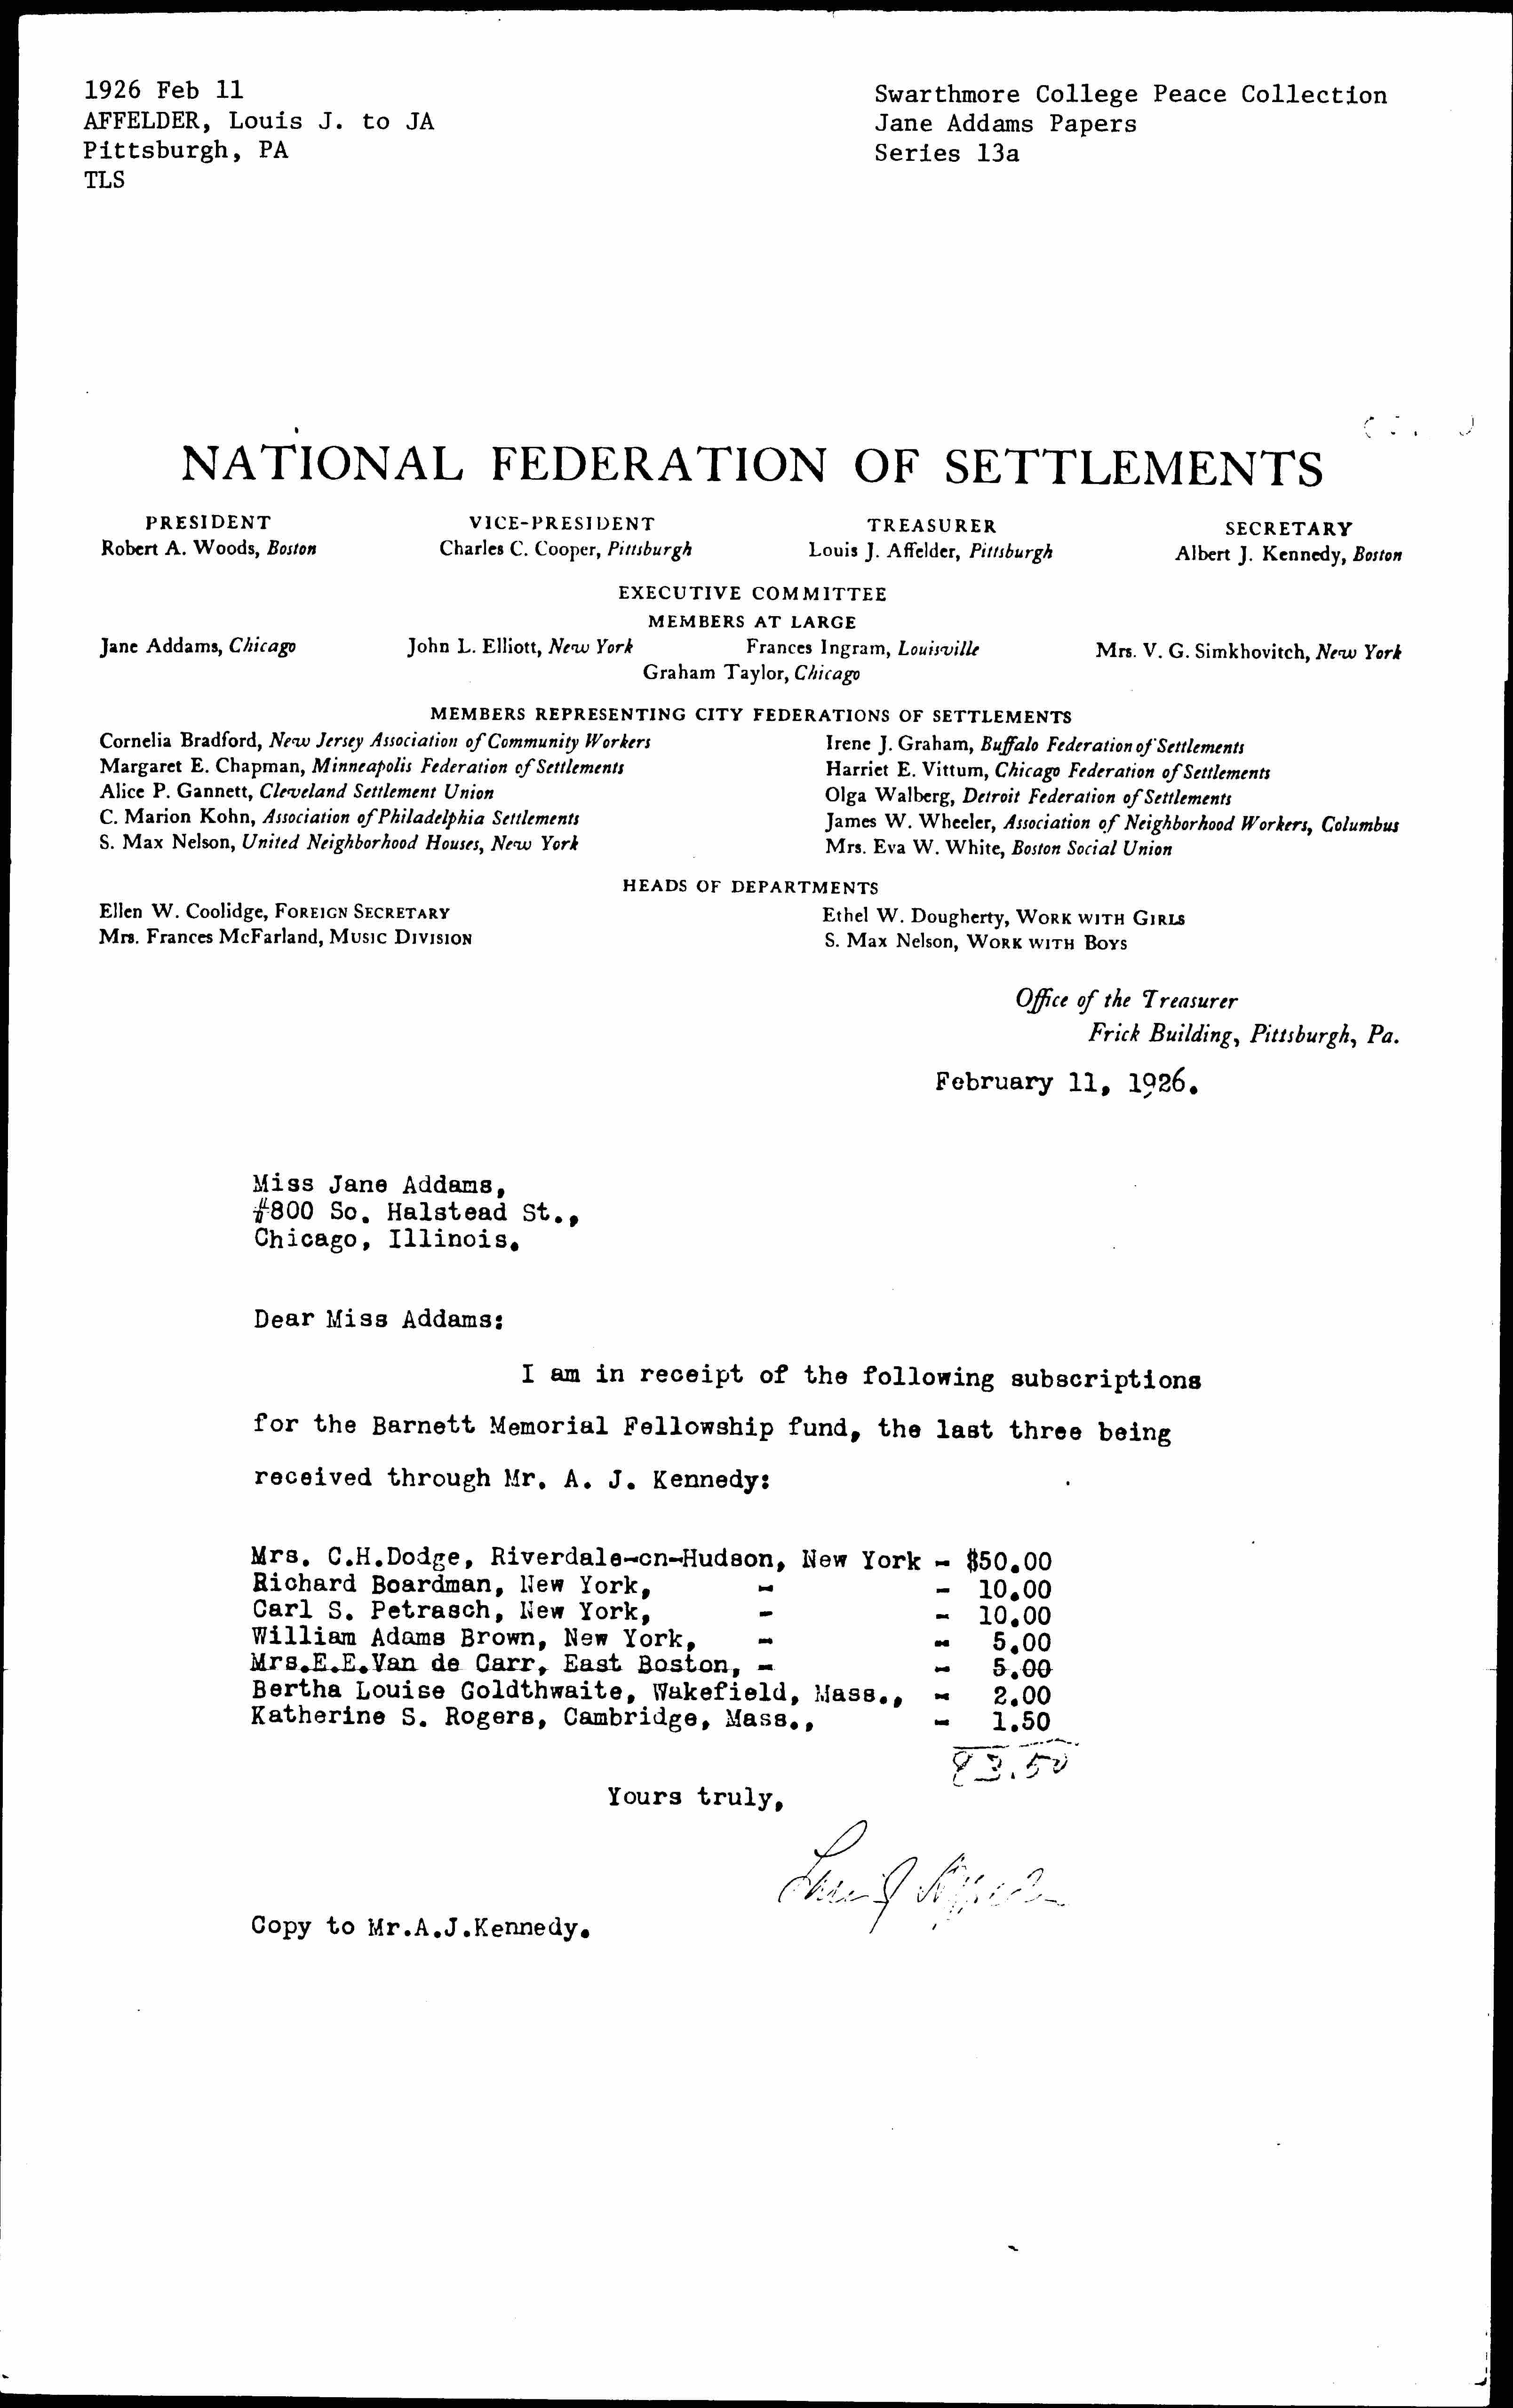 1926 Feb 11
AFFELDER, Louis J. to JA
Pittsburgh, PA
TLS
Swarthmore College Peace Collection
Jane Addams Papers
Series 13a
NATIONAL FEDERATION OF SETTLEMENTS
PRESIDENT VICE-PRESIDENT TREASURER SECRETARY
Robert A. Woods, Boston Charles C. Cooper, Pittsburgh Louis J. Affelder, Pittsburgh Albert J. Kennedy, Boston
EXECUTIVE COMMITTEE
MEMBERS AT LARGE
Jane Addams, Chicago John L. Elliott, New York Frances Ingram, Louisville Mrs. V. G. Simkhovitch, New York
Graham Taylor, Chicago
MEMBERS REPRESENTING CITY FEDERATIONS OF SETTLEMENTS
Cornelia Bradford, New Jersey Association of Community Workers
Margaret E. Chapman, Minneapolis Federation of Settlements
Alice P. Gannett, Cleveland Settlement Union
C. Marion Kohn, Association of Philadelphia Settlements
S. Max Nelson, United Neighborhood Houses, New York
Irene J. Graham, Buffalo Federation of Settlements
Harriet E. Vittum, Chicago Federation of Settlements
Olga Walberg, Detroit Federation of Settlements
James W. Wheeler, Association of Neighborhood Workers, Columbus
Mrs. Eva W. White, Boston Social Union
HEADS OF DEPARTMENTS
Ellen W. Coolidge, FOREIGN SECRETARY
Mrs. Frances McFarland, MUSIC DIVISION
Ethel W. Dougherty, WORK WITH GIRLS
S. Max Nelson, WORK WITH BOYS
Office of the Treasurer
Frick Building, Pittsburgh, Pa.
February 11, 1926.
Miss Jane Addams,
#800 So. Halstead St.,
Chicago, Illinois.
Dear Miss Addams:
I am in receipt of the following subscriptions
for the Barnett Memorial Fellowship fund, the last three being
received through Mr. A. J. Kennedy:
Mrs. C.H.Dodge, Riverdale-on-Hudson, New York - $50.00
Richard Boardman, New York, - - 10.00
Carl S. Petrasch, New York, - - 10.00
William Adams Brown, New York, - - 5.00
Mrs.E.E.Van de Carr, East Boston, - - 5.00
Bertha Louise Goldthwaite, Wakefield, Mass., - 2.00
Katherine S. Rogers, Cambridge, Mass., - 1.50
83.50
Yours truly,
Louis J Affelder
Copy to Mr.A.J.Kennedy.